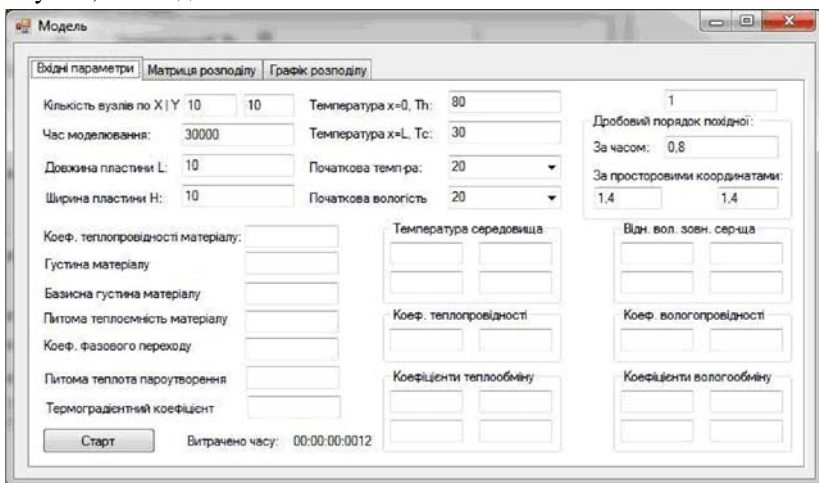 Модель
Вхідні параметри Матриця розподілу Графік розподілу
Кількість вузлів по X | Y 10 10 Температура x=0, Th: 80 1
Дробовий порядок похідної:
Час моделювання: 30000 Температура x=L, Tc: 30 За часом: 0,8
Довжина пластини L: 10 Початкова темп-ра: 20 За просторовими координатами:
Ширина пластини H: 10 Початкова вологість 20 1,4 1,4
Температура середовища Відн. вол. зовн. сер-ща
Коеф. теплопровідності матеріалу:
Густина матеріалу
Базисна густина матеріалу
Питома теплоємність матеріалу Коеф. теплопровідності Коеф. вологопровідності
Коеф. фазового переходу
Питома теплота пароутворення Коефіцієнти теплообміну Коефіцієнти вологообміну
Термоградієнтний коефіцієнт
Старт Витрачено часу: 00:00:00:0012